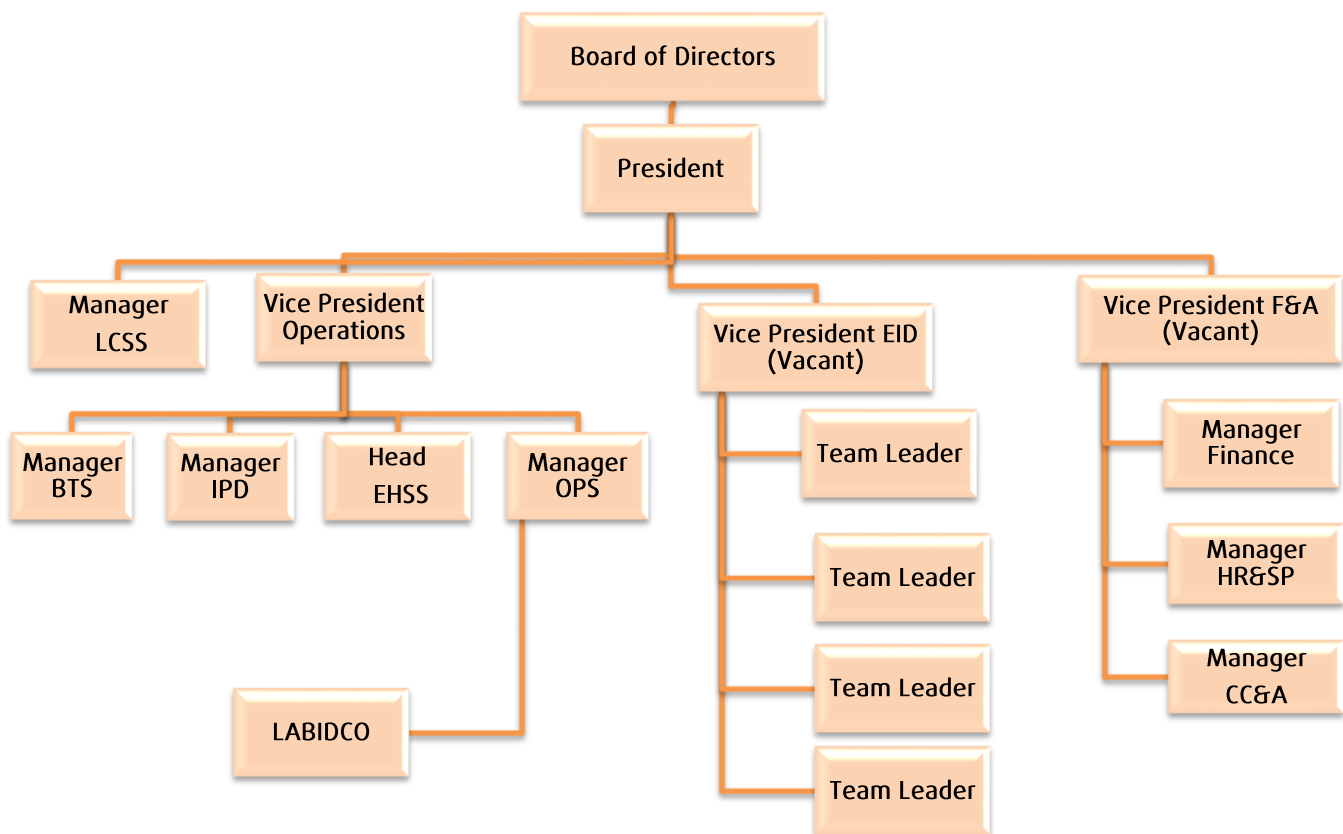 Board of Directors
President
Manager
LCSS
Vice President
Operations
Vice President EID
(Vacant)
Vice President F&A
(Vacant)
Manager
BTS
Manager
IPD
Head
EHSS
Manager
OPS
LABIDCO
Team Leader
Team Leader
Team Leader
Team Leader
Manager
Finance
Manager
HR&SP
Manager
CC&A